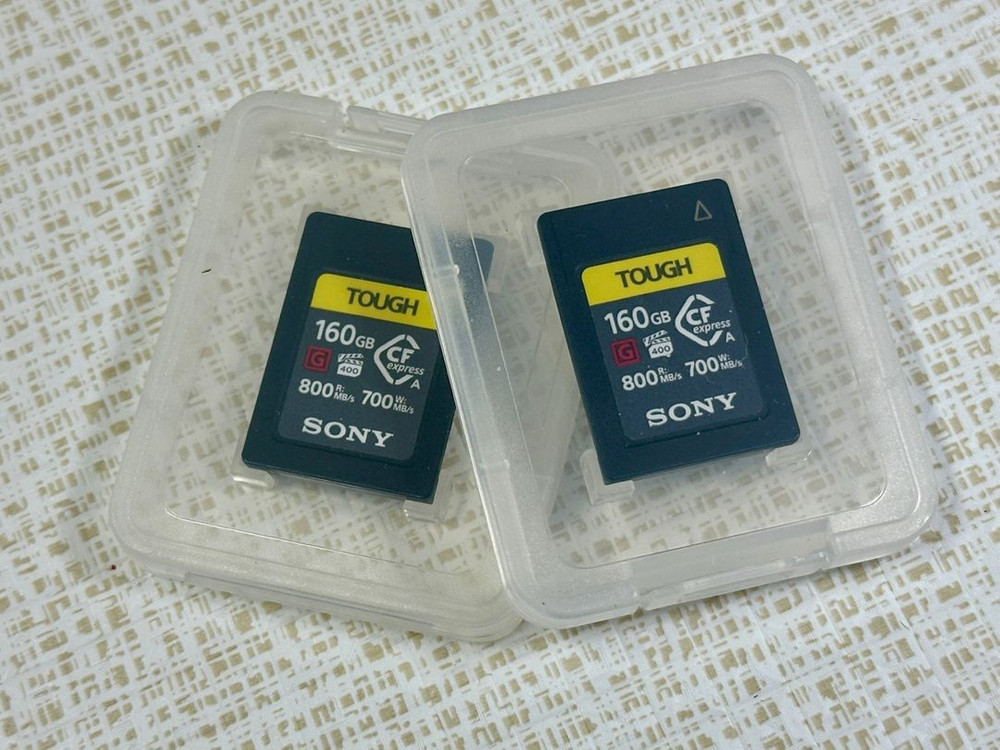 TOUGH
160GB
CF
express
A
G
400
800 R: MB/s 700 W: MB/s
SONY
TOUGH
160GB
CF
express
A
G
400
800 R: MB/s 700 W: MB/s
SONY